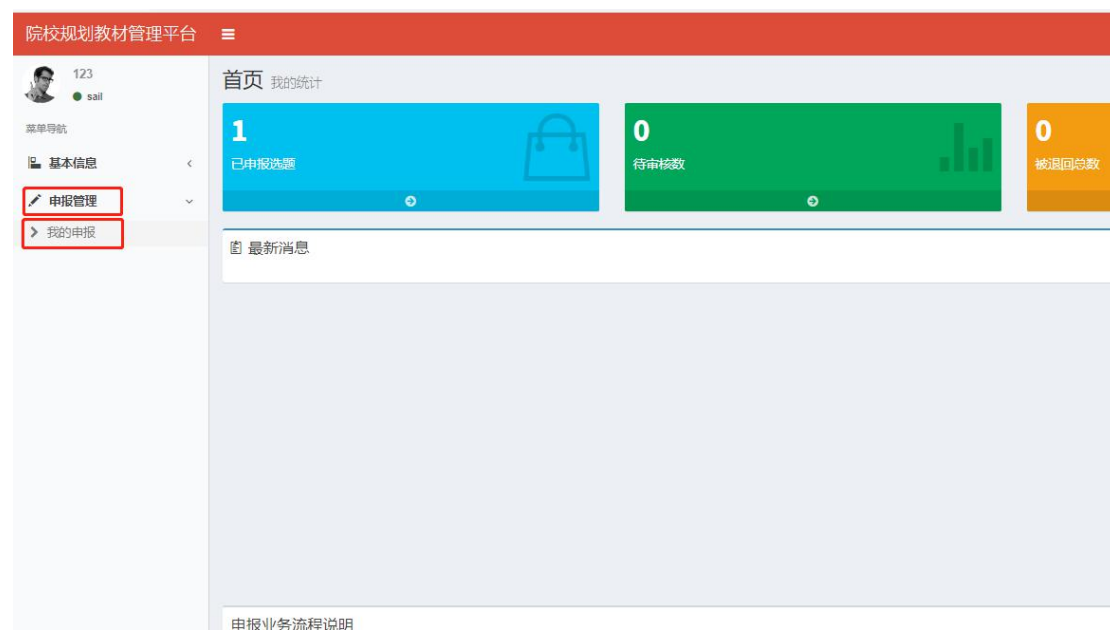 院校规划教材管理平台
123
sail
菜单导航
基本信息
申报管理
我的申报
首页 我的统计
1
已申报选题
0
待审核数
0
被退回总数
最新消息
申报业务流程说明